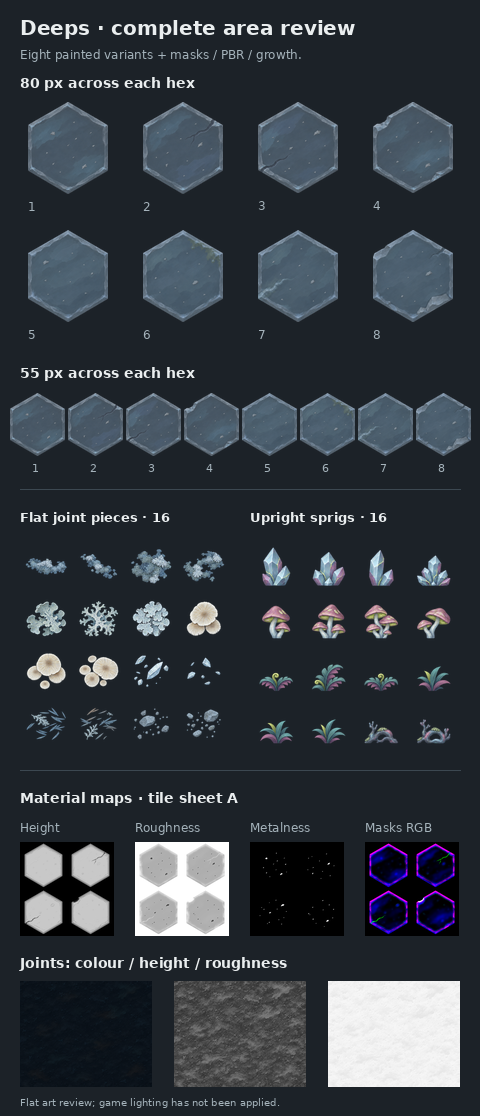 Deeps · complete area review
Eight painted variants + masks / PBR / growth.
80 px across each hex
1 2 3 4
5 6 7 8
55 px across each hex
1 2 3 4 5 6 7 8
Flat joint pieces · 16 Upright sprigs · 16
Material maps · tile sheet A
Height Roughness Metalness Masks RGB
Joints: colour / height / roughness
Flat art review; game lighting has not been applied.